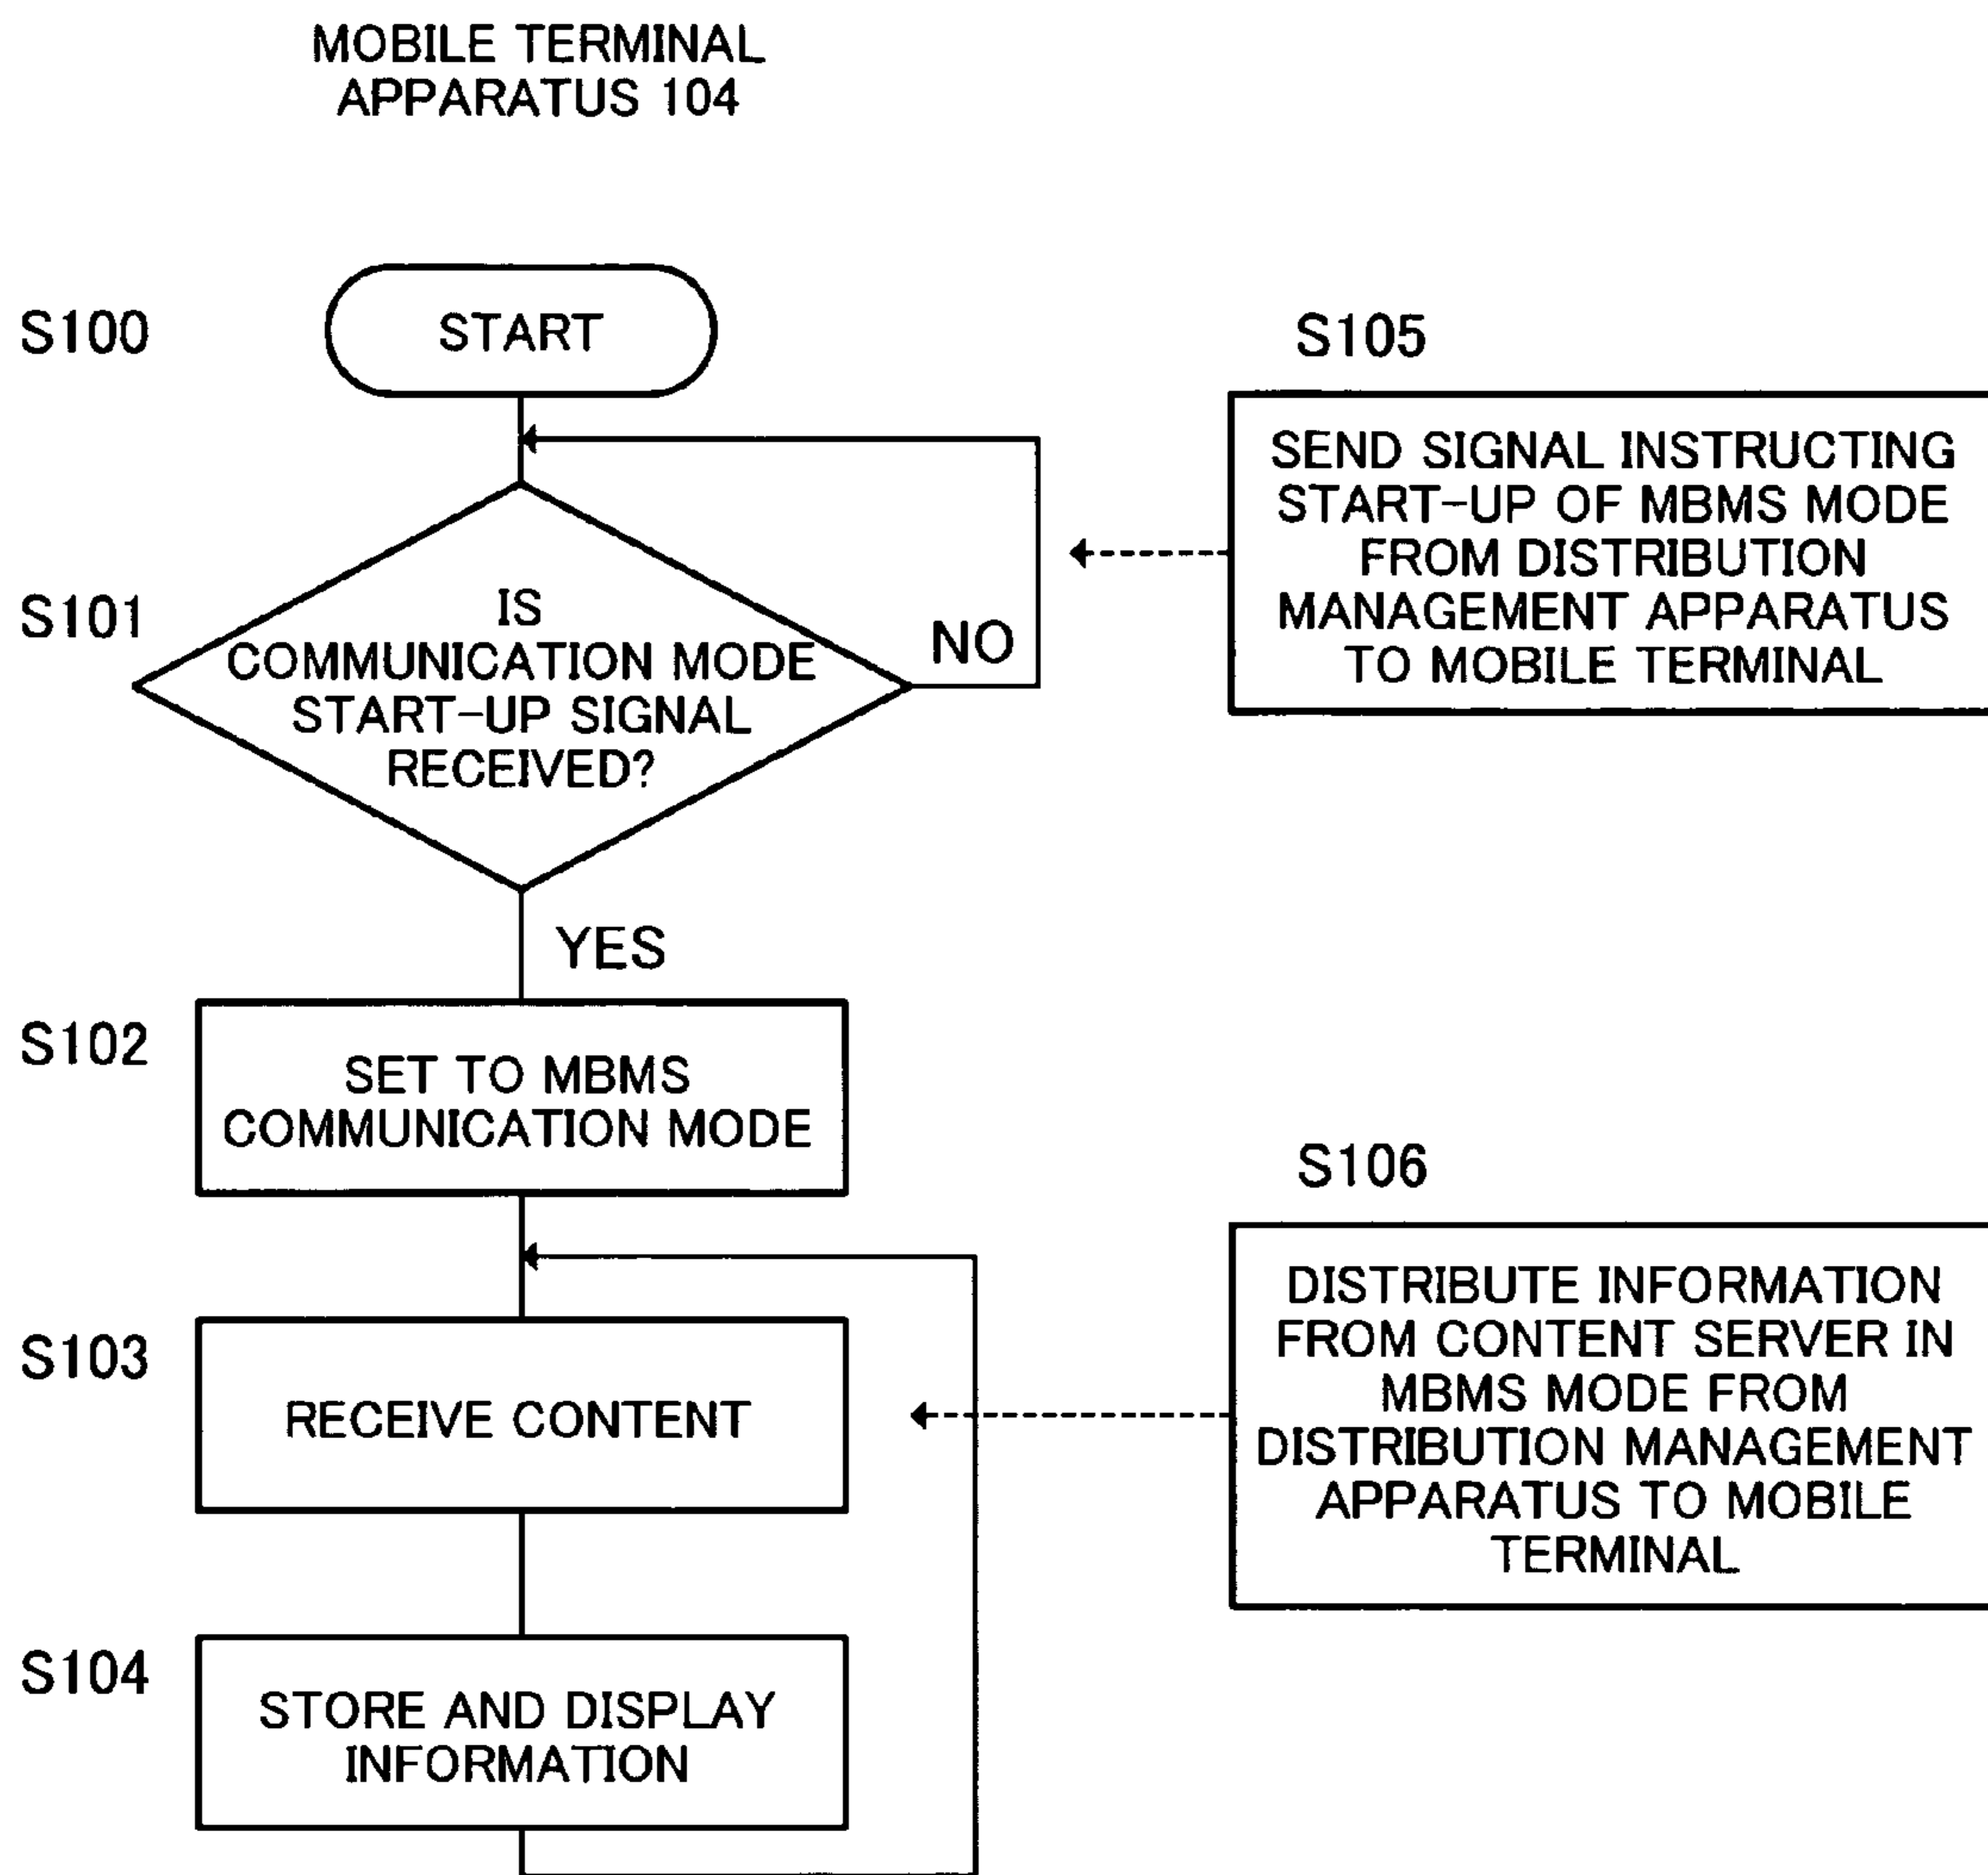 MOBILE TERMINAL
APPARATUS 104
S100
START
S101
IS
COMMUNICATION MODE
START-UP SIGNAL
RECEIVED?
NO
YES
S105
SEND SIGNAL INSTRUCTING
START-UP OF MBMS MODE
FROM DISTRIBUTION
MANAGEMENT APPARATUS
TO MOBILE TERMINAL
S102
SET TO MBMS
COMMUNICATION MODE
S103
RECEIVE CONTENT
S106
DISTRIBUTE INFORMATION
FROM CONTENT SERVER IN
MBMS MODE FROM
DISTRIBUTION MANAGEMENT
APPARATUS TO MOBILE
TERMINAL
S104
STORE AND DISPLAY
INFORMATION